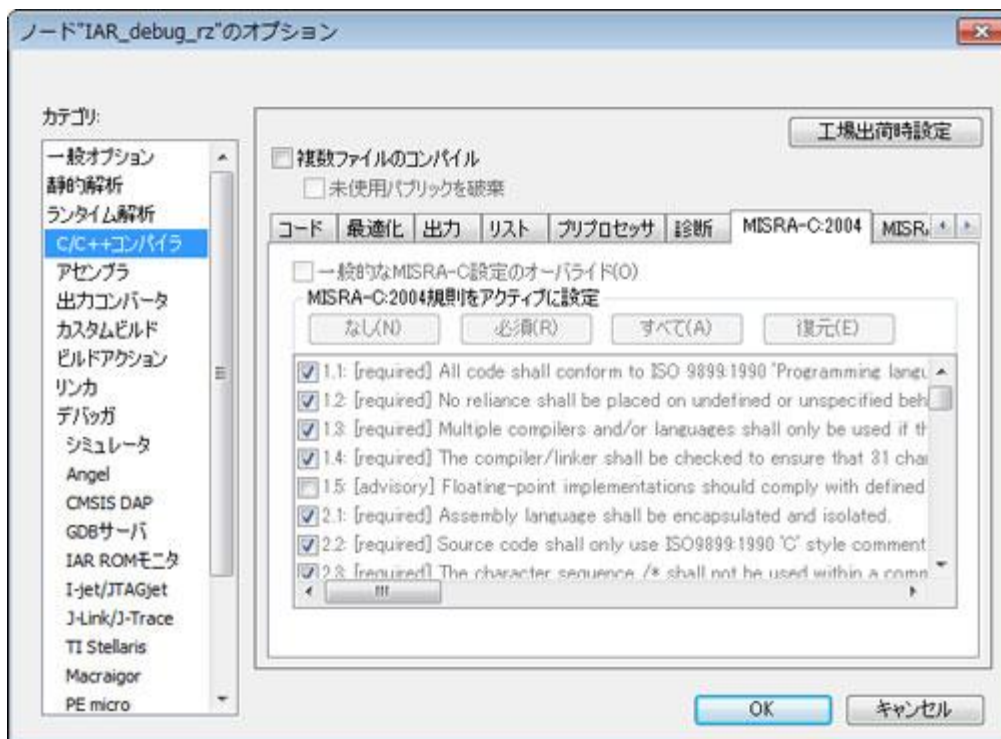 ノード"IAR_debug_rz"のオプション
カテゴリ:
一般オプション
静的解析
ランタイム解析
C/C++コンパイラ
アセンブラ
出力コンバータ
カスタムビルド
ビルドアクション
リンカ
デバッガ
シミュレータ
Angel
CMSIS DAP
GDBサーバ
IAR ROMモニタ
I-jet/JTAGjet
J-Link/J-Trace
TI Stellaris
Macraigor
PE micro
工場出荷時設定
複数ファイルのコンパイル
未使用パブリックを破棄
コード 最適化 出力 リスト プリプロセッサ 診断 MISRA-C:2004 MISR
一般的なMISRA-C設定のオーバライド(O)
MISRA-C:2004規則をアクティブに設定
なし(N) 必須(R) すべて(A) 復元(E)
1.1: [required] All code shall conform to ISO 9899:1990 "Programming langu
1.2: [required] No reliance shall be placed on undefined or unspecified beh
1.3: [required] Multiple compilers and/or languages shall only be used if th
1.4: [required] The compiler/linker shall be checked to ensure that 31 char
1.5: [advisory] Floating-point implementations should comply with defined
2.1: [required] Assembly language shall be encapsulated and isolated.
2.2: [required] Source code shall only use ISO9899:1990 'C' style comment
2.3: [required] The character sequence /* shall not be used within a comm
OK キャンセル